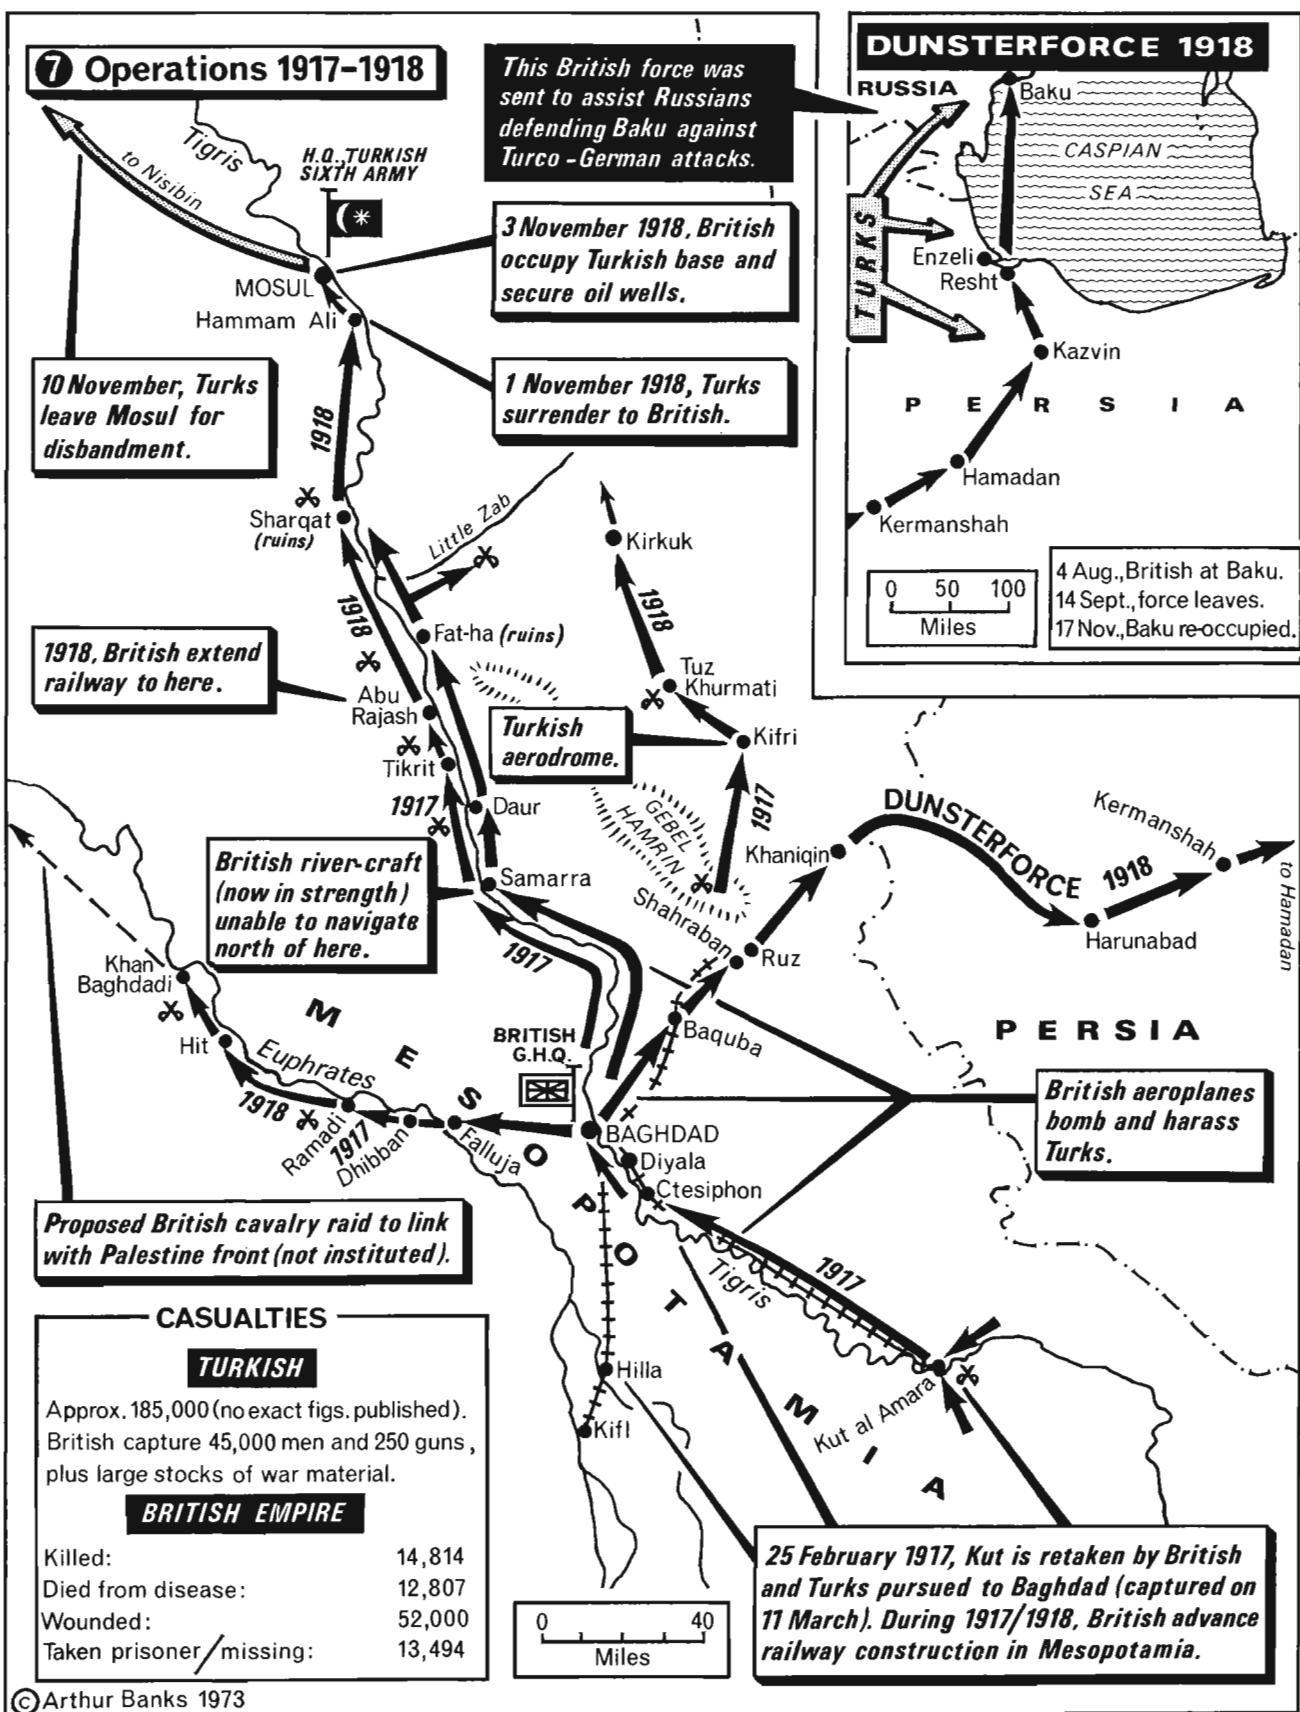 7 Operations 1917–1918
This British force was
sent to assist Russians
defending Baku against
Turco-German attacks.
DUNSTERFORCE 1918
RUSSIA
Baku
CASPIAN
SEA
TURKS
Enzeli
Resht
Kazvin
PERSIA
Hamadan
Kermanshah
0 50 100
Miles
4 Aug., British at Baku.
14 Sept., force leaves.
17 Nov., Baku re-occupied.
to Nisibin
Tigris
H.Q. TURKISH
SIXTH ARMY
3 November 1918, British
occupy Turkish base and
secure oil wells.
MOSUL
Hammam Ali
10 November, Turks
leave Mosul for
disbandment.
1 November 1918, Turks
surrender to British.
1918
Sharqat
(ruins)
Little Zab
Kirkuk
1918
1918
Fat-ha (ruins)
1918, British extend
railway to here.
Abu
Rajash
Tuz
Khurmati
Turkish
aerodrome.
Kifri
Tikrit
1917
Daur
GEBEL
HAMRIN
1917
DUNSTERFORCE
Kermanshah
1918
to Hamadan
Harunabad
Khaniqin
British river-craft
(now in strength)
unable to navigate
north of here.
Samarra
1917
Shahraban
Ruz
Khan
Baghdadi
Hit
Euphrates
1918
Ramadi
1917
Dhibban
Falluja
MESOPOTAMIA
BRITISH
G.H.Q.
Baquba
PERSIA
BAGHDAD
Diyala
Ctesiphon
British aeroplanes
bomb and harass
Turks.
Proposed British cavalry raid to link
with Palestine front (not instituted).
Tigris
1917
Hilla
Kifl
Kut al Amara
CASUALTIES
TURKISH
Approx. 185,000 (no exact figs. published).
British capture 45,000 men and 250 guns,
plus large stocks of war material.
BRITISH EMPIRE
Killed: 14,814
Died from disease: 12,807
Wounded: 52,000
Taken prisoner/missing: 13,494
0 40
Miles
25 February 1917, Kut is retaken by British
and Turks pursued to Baghdad (captured on
11 March). During 1917/1918, British advance
railway construction in Mesopotamia.
© Arthur Banks 1973